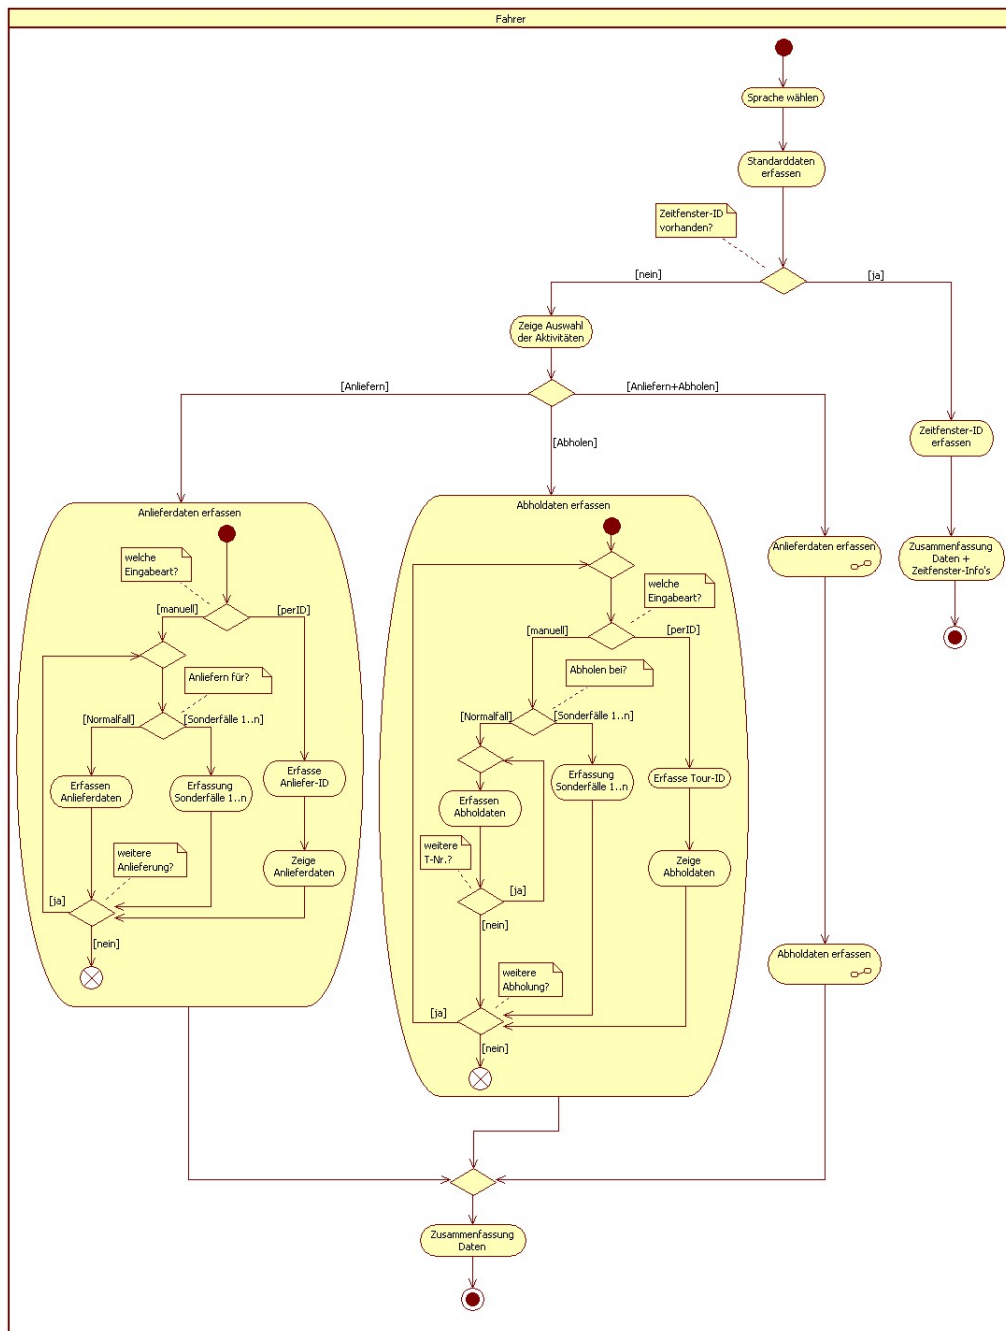 Fahrer
Sprache wählen
Standarddaten
erfassen
Zeitfenster-ID
vorhanden?
[nein]
[ja]
Zeige Auswahl
der Aktivitäten
[Anliefern]
[Anliefern+Abholen]
[Abholen]
Zeitfenster-ID
erfassen
Zusammenfassung
Daten +
Zeitfenster-Info's
Anlieferdaten erfassen
welche
Eingabeart?
[manuell]
[perID]
Anliefern für?
[Normalfall]
[Sonderfälle 1..n]
Erfassen
Anlieferdaten
Erfassung
Sonderfälle 1..n
Erfasse
Anliefer-ID
Zeige
Anlieferdaten
weitere
Anlieferung?
[ja]
[nein]
Abholdaten erfassen
welche
Eingabeart?
[manuell]
[perID]
Abholen bei?
[Normalfall]
[Sonderfälle 1..n]
Erfassen
Abholdaten
Erfassung
Sonderfälle 1..n
Erfasse Tour-ID
Zeige
Abholdaten
weitere
T-Nr.?
[ja]
[nein]
weitere
Abholung?
[ja]
[nein]
Anlieferdaten erfassen
Abholdaten erfassen
Zusammenfassung
Daten